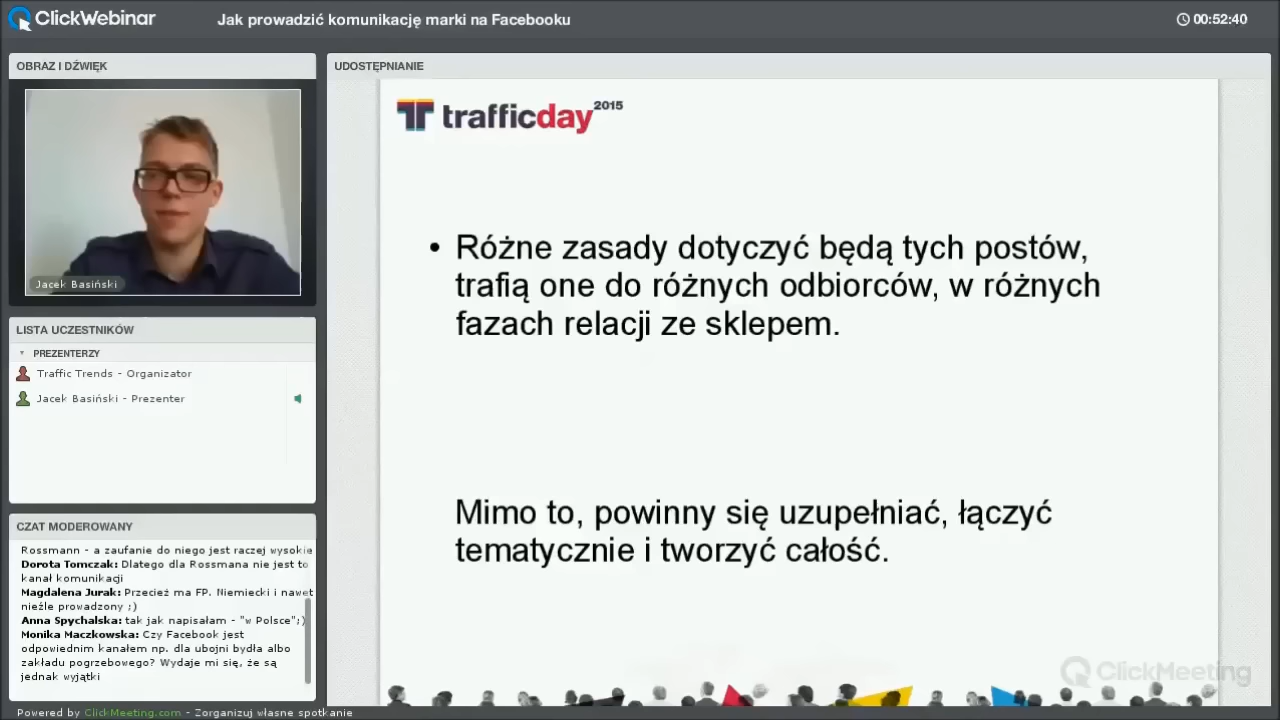 ClickWebinar
Jak prowadzić komunikację marki na Facebooku
00:52:40
OBRAZ I DŹWIĘK
Jacek Basiński
LISTA UCZESTNIKÓW
PREZENTERZY
Traffic Trends - Organizator
Jacek Basiński - Prezenter
CZAT MODEROWANY
Rossmann - a zaufanie do niego jest raczej wysokie
Dorota Tomczak: Dlatego dla Rossmana nie jest to
kanał komunikacji
Magdalena Jurak: Przecież ma FP. Niemiecki i nawet
nieźle prowadzony ;)
Anna Spychalska: tak jak napisałam - "w Polsce";)
Monika Maczkowska: Czy Facebook jest
odpowiednim kanałem np. dla ubojni bydła albo
zakładu pogrzebowego? Wydaje mi się, że są
jednak wyjątki
UDOSTĘPNIANIE
trafficday 2015
• Różne zasady dotyczyć będą tych postów,
trafią one do różnych odbiorców, w różnych
fazach relacji ze sklepem.
Mimo to, powinny się uzupełniać, łączyć
tematycznie i tworzyć całość.
ClickMeeting
Powered by ClickMeeting.com - Zorganizuj własne spotkanie